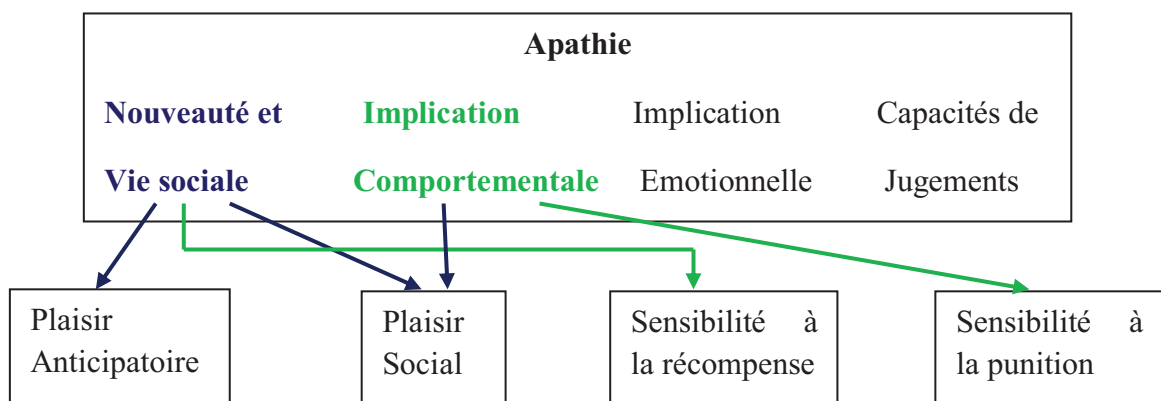 Apathie
Nouveauté et Implication Implication Capacités de
Vie sociale Comportementale Emotionnelle Jugements
Plaisir Plaisir Sensibilité à Sensibilité à
Anticipatoire Social la récompense la punition